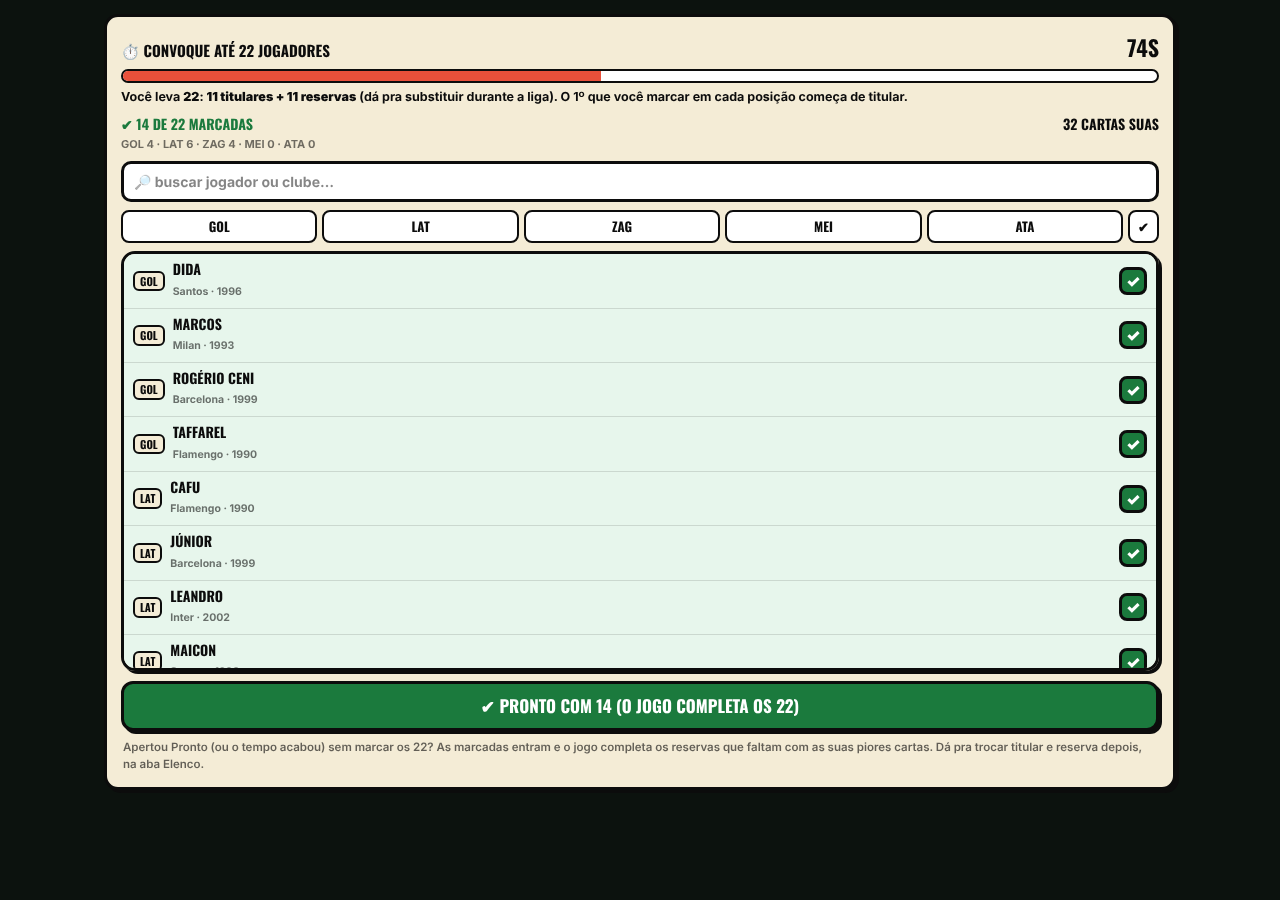 ⏱️ CONVOQUE ATÉ 22 JOGADORES
74S
Você leva 22: 11 titulares + 11 reservas (dá pra substituir durante a liga). O 1º que você marcar em cada posição começa de titular.
✔ 14 DE 22 MARCADAS
32 CARTAS SUAS
GOL 4 · LAT 6 · ZAG 4 · MEI 0 · ATA 0
🔎 buscar jogador ou clube...
GOL LAT ZAG MEI ATA ✔
GOL DIDA
Santos · 1996
GOL MARCOS
Milan · 1993
GOL ROGÉRIO CENI
Barcelona · 1999
GOL TAFFAREL
Flamengo · 1990
LAT CAFU
Flamengo · 1990
LAT JÚNIOR
Barcelona · 1999
LAT LEANDRO
Inter · 2002
LAT MAICON
✔ PRONTO COM 14 (O JOGO COMPLETA OS 22)
Apertou Pronto (ou o tempo acabou) sem marcar os 22? As marcadas entram e o jogo completa os reservas que faltam com as suas piores cartas. Dá pra trocar titular e reserva depois,
na aba Elenco.